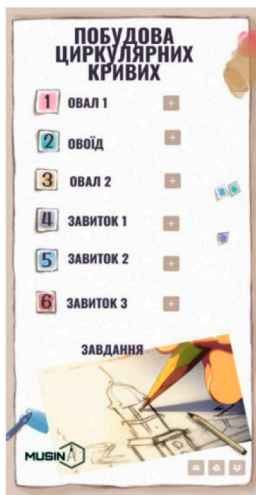 ПОБУДОВА
ЦИРКУЛЯРНИХ
КРИВИХ
1 ОВАЛ 1 +
2 ОВОЇД +
3 ОВАЛ 2 +
4 ЗАВИТОК 1 +
5 ЗАВИТОК 2 +
6 ЗАВИТОК 3 +
ЗАВДАННЯ
MUSIN A